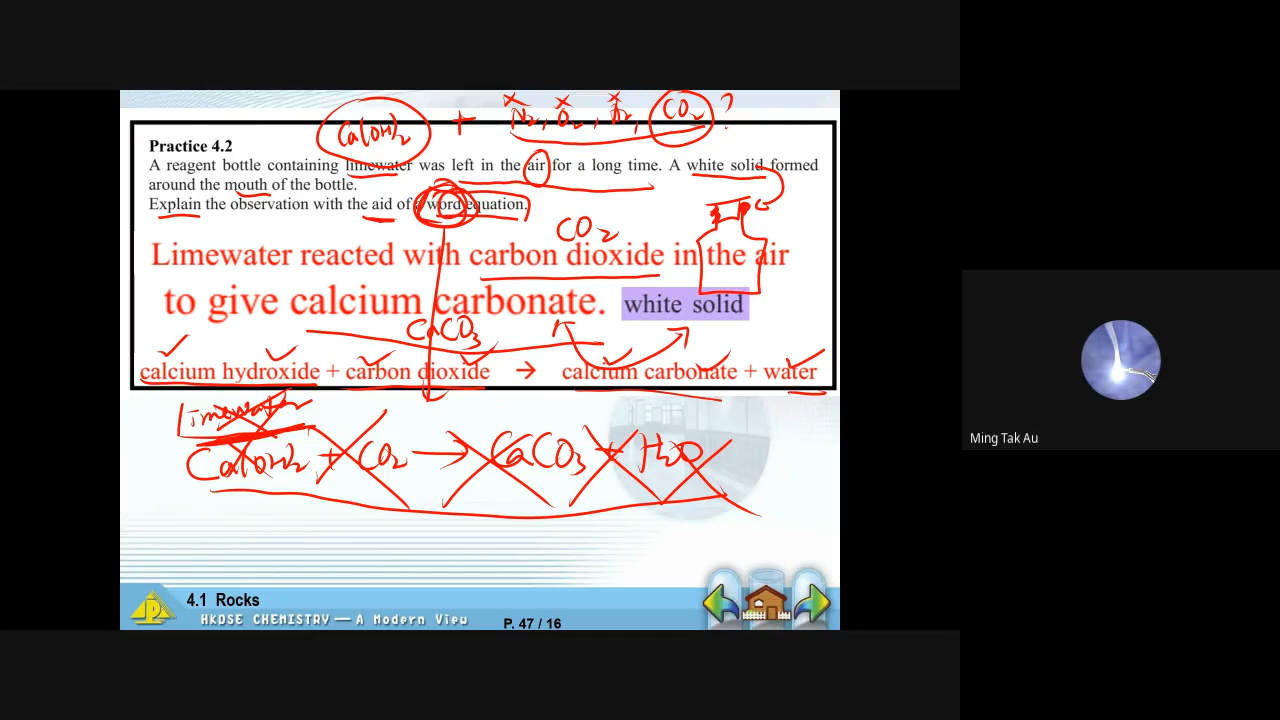 Ca(OH)₂ + N₂, O₂, Ar, CO₂ ?
Practice 4.2
A reagent bottle containing limewater was left in the air for a long time. A white solid formed
around the mouth of the bottle.
Explain the observation with the aid of a word equation.
CO₂
Limewater reacted with carbon dioxide in the air
to give calcium carbonate. white solid
CaCO₃
calcium hydroxide + carbon dioxide → calcium carbonate + water
limewater
Ca(OH)₂ + CO₂ → CaCO₃ + H₂O
Ming Tak Au
4.1 Rocks
HKDSE CHEMISTRY — A Modern View
P. 47 / 16